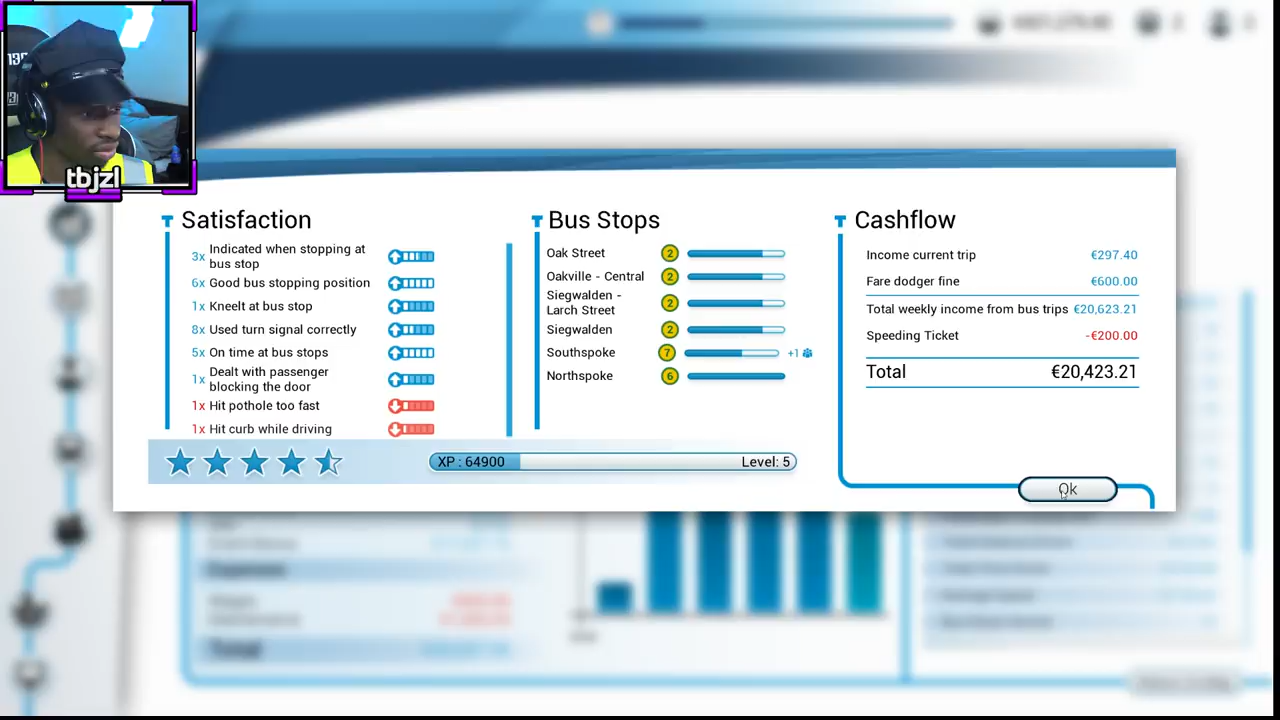 tbjzl
Satisfaction
3x Indicated when stopping at
bus stop
6x Good bus stopping position
1x Kneelt at bus stop
8x Used turn signal correctly
5x On time at bus stops
1x Dealt with passenger
blocking the door
1x Hit pothole too fast
1x Hit curb while driving
XP : 64900
Level: 5
Bus Stops
Oak Street 2
Oakville - Central 2
Siegwalden -
Larch Street 2
Siegwalden 2
Southspoke 7 +1
Northspoke 6
Cashflow
Income current trip €297.40
Fare dodger fine €600.00
Total weekly income from bus trips €20,623.21
Speeding Ticket -€200.00
Total €20,423.21
Ok
Expenses
Total